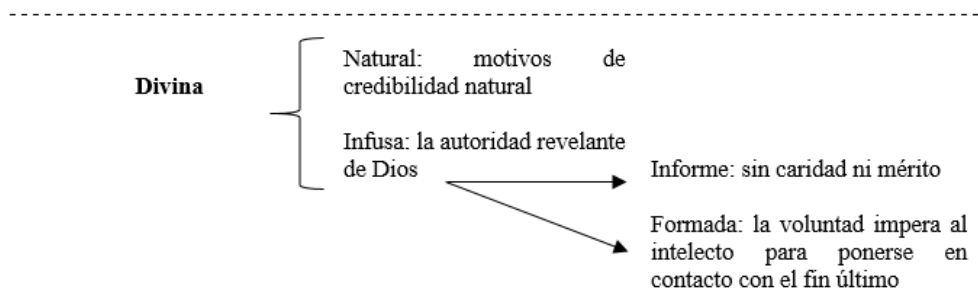 Divina
Natural: motivos de
credibilidad natural
Infusa: la autoridad revelante
de Dios
Informe: sin caridad ni mérito
Formada: la voluntad impera al
intelecto para ponerse en
contacto con el fin último